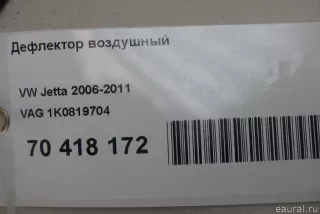 Дефлектор воздушный
VW Jetta 2006-2011
VAG 1K0819704
70 418 172
eaural.ru